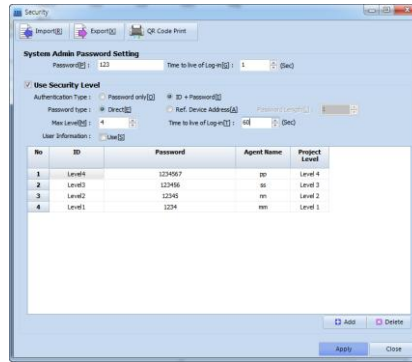 Security
Import[R] Export[X] QR Code Print
System Admin Password Setting
Password[P] : 123 Time to live of Log-in[G] : 1 (Sec)
Use Security Level
Authentication Type : Password only[O] ID + Password[I]
Password type : Direct[E] Ref. Device Address[A] Password Length[L] :
Max Level[M] : 4 Time to live of Log-in[T] : 60 (Sec)
User Information : Use[S]
No ID Password Agent Name Project Level
1 Level4 1234567 pp Level 4
2 Level3 123456 ss Level 3
3 Level2 12345 nn Level 2
4 Level1 1234 mm Level 1
Add Delete
Apply Close